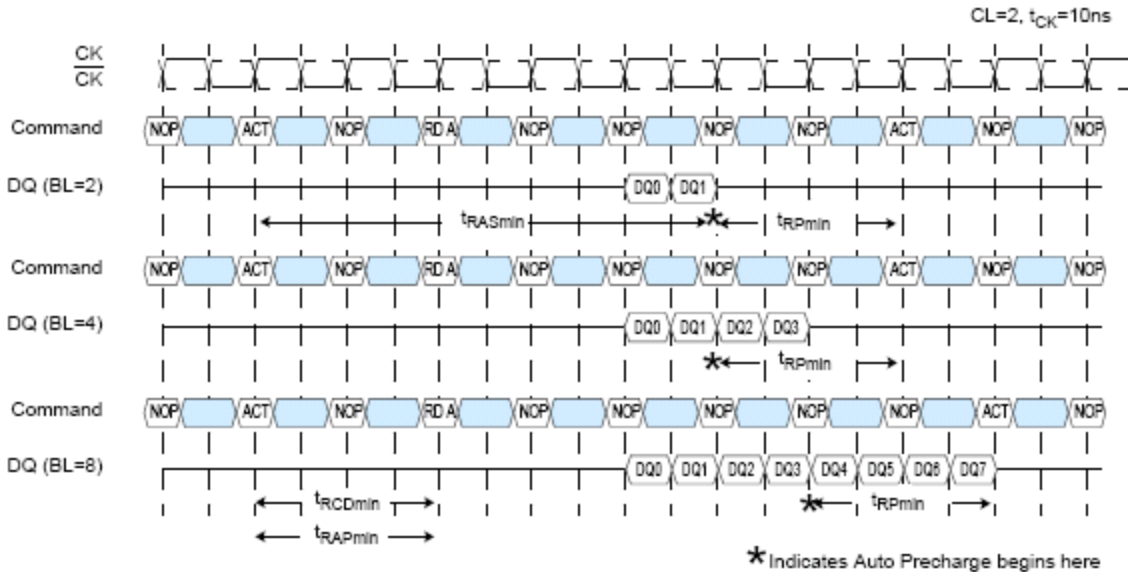 CL=2, tCK=10ns
CK
CK
Command NOP ACT NOP RD A NOP NOP NOP NOP ACT NOP NOP
DQ (BL=2) DQ0 DQ1
tRASmin * tRPmin
Command NOP ACT NOP RD A NOP NOP NOP NOP ACT NOP NOP
DQ (BL=4) DQ0 DQ1 DQ2 DQ3
* tRPmin
Command NOP ACT NOP RD A NOP NOP NOP NOP NOP ACT NOP
DQ (BL=8) DQ0 DQ1 DQ2 DQ3 DQ4 DQ5 DQ6 DQ7
tRCDmin * tRPmin
tRAPmin
* Indicates Auto Precharge begins here